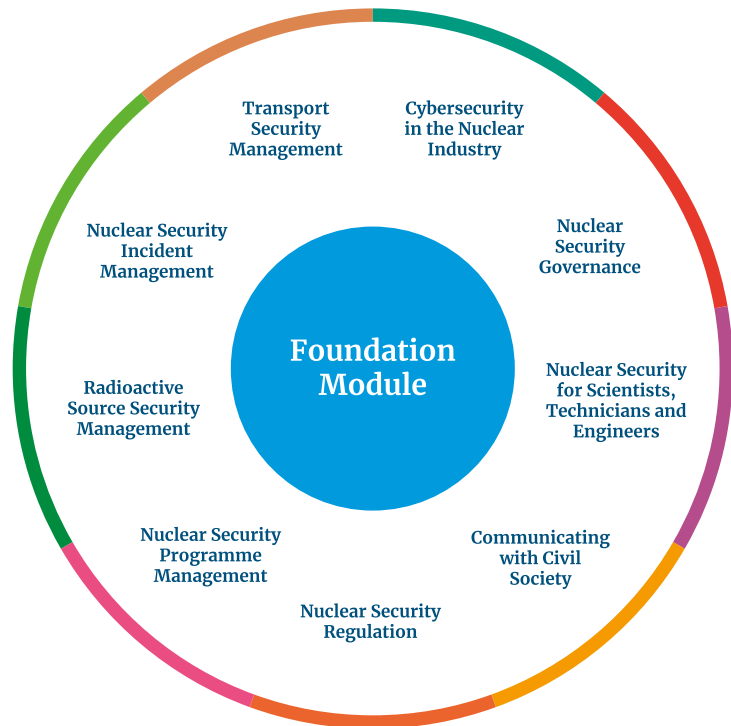 Transport
Security
Management
Cybersecurity
in the Nuclear
Industry
Nuclear Security
Incident
Management
Nuclear
Security
Governance
Foundation
Module
Radioactive
Source Security
Management
Nuclear Security
for Scientists,
Technicians and
Engineers
Nuclear Security
Programme
Management
Communicating
with Civil
Society
Nuclear Security
Regulation